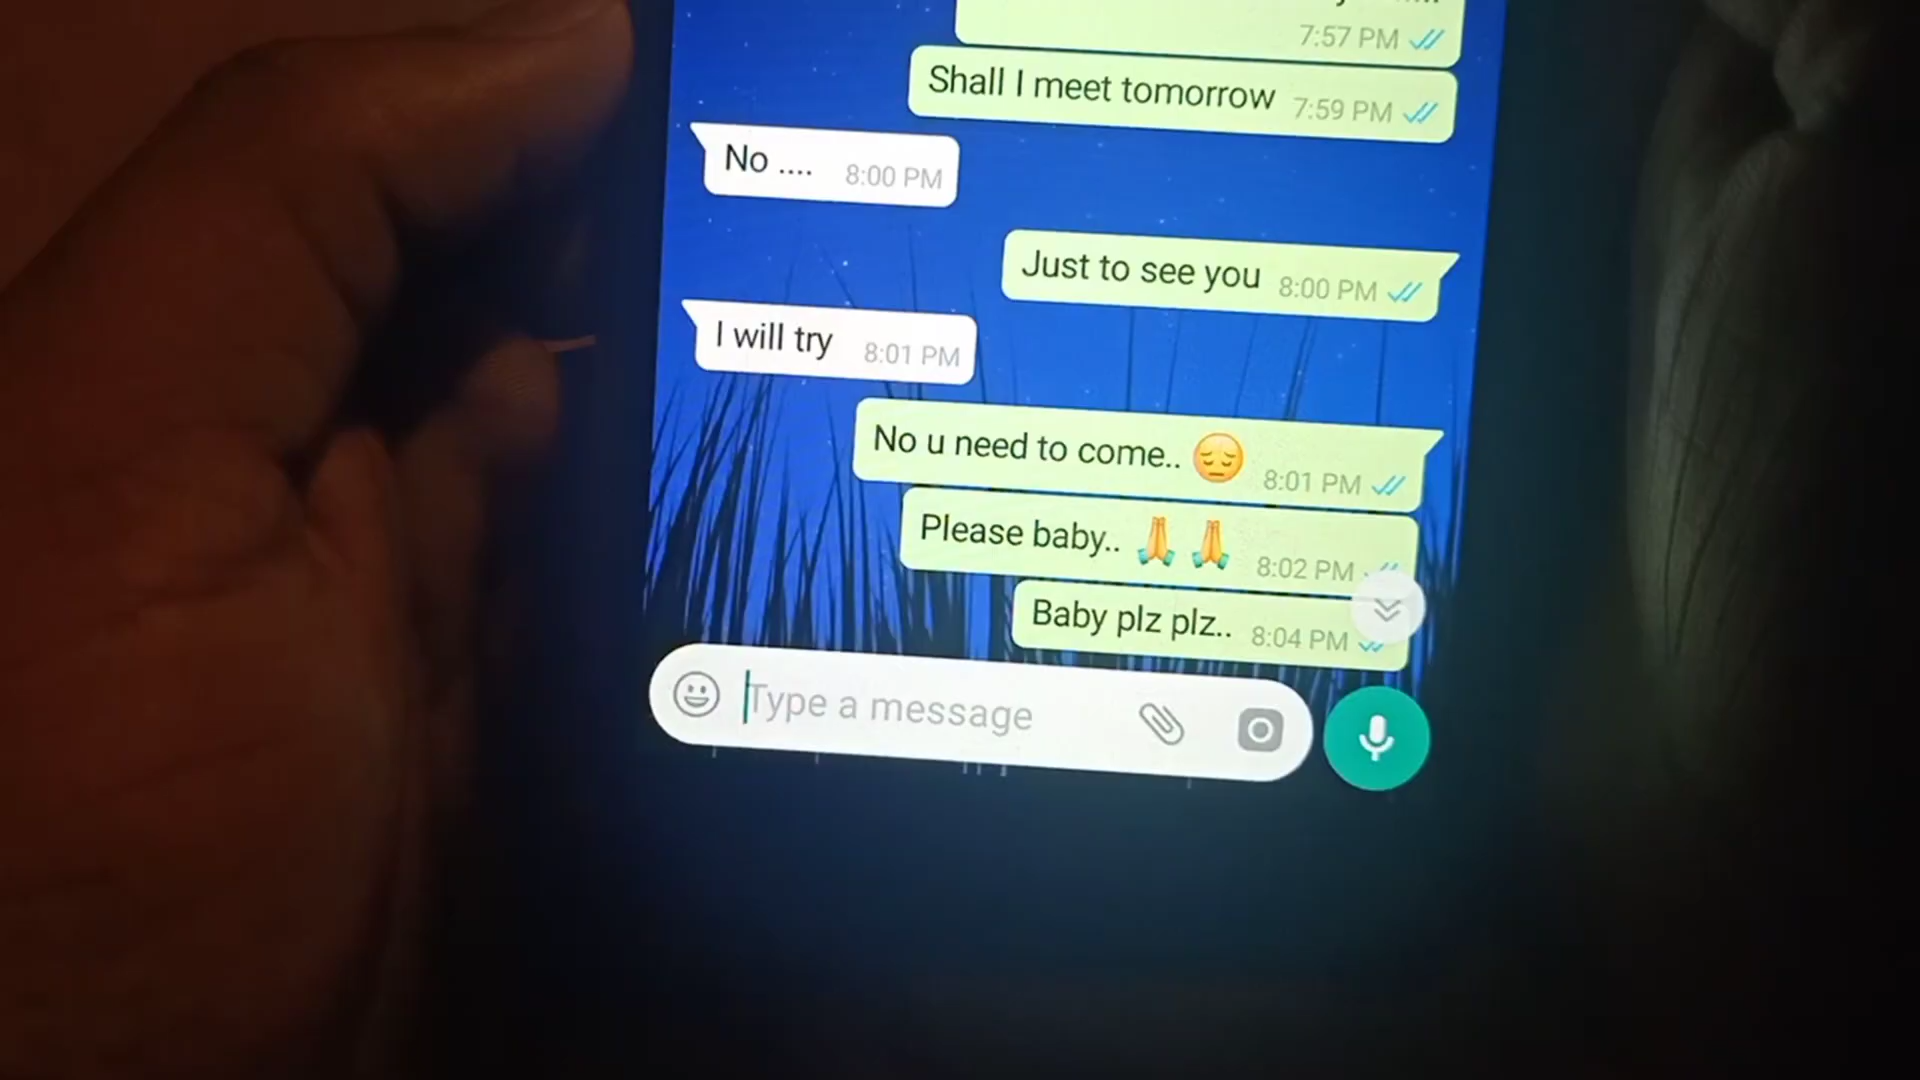 7:57 PM
Shall I meet tomorrow 7:59 PM
No .... 8:00 PM
Just to see you 8:00 PM
I will try 8:01 PM
No u need to come.. 😔 8:01 PM
Please baby.. 🙏 🙏 8:02 PM
Baby plz plz.. 8:04 PM
Type a message